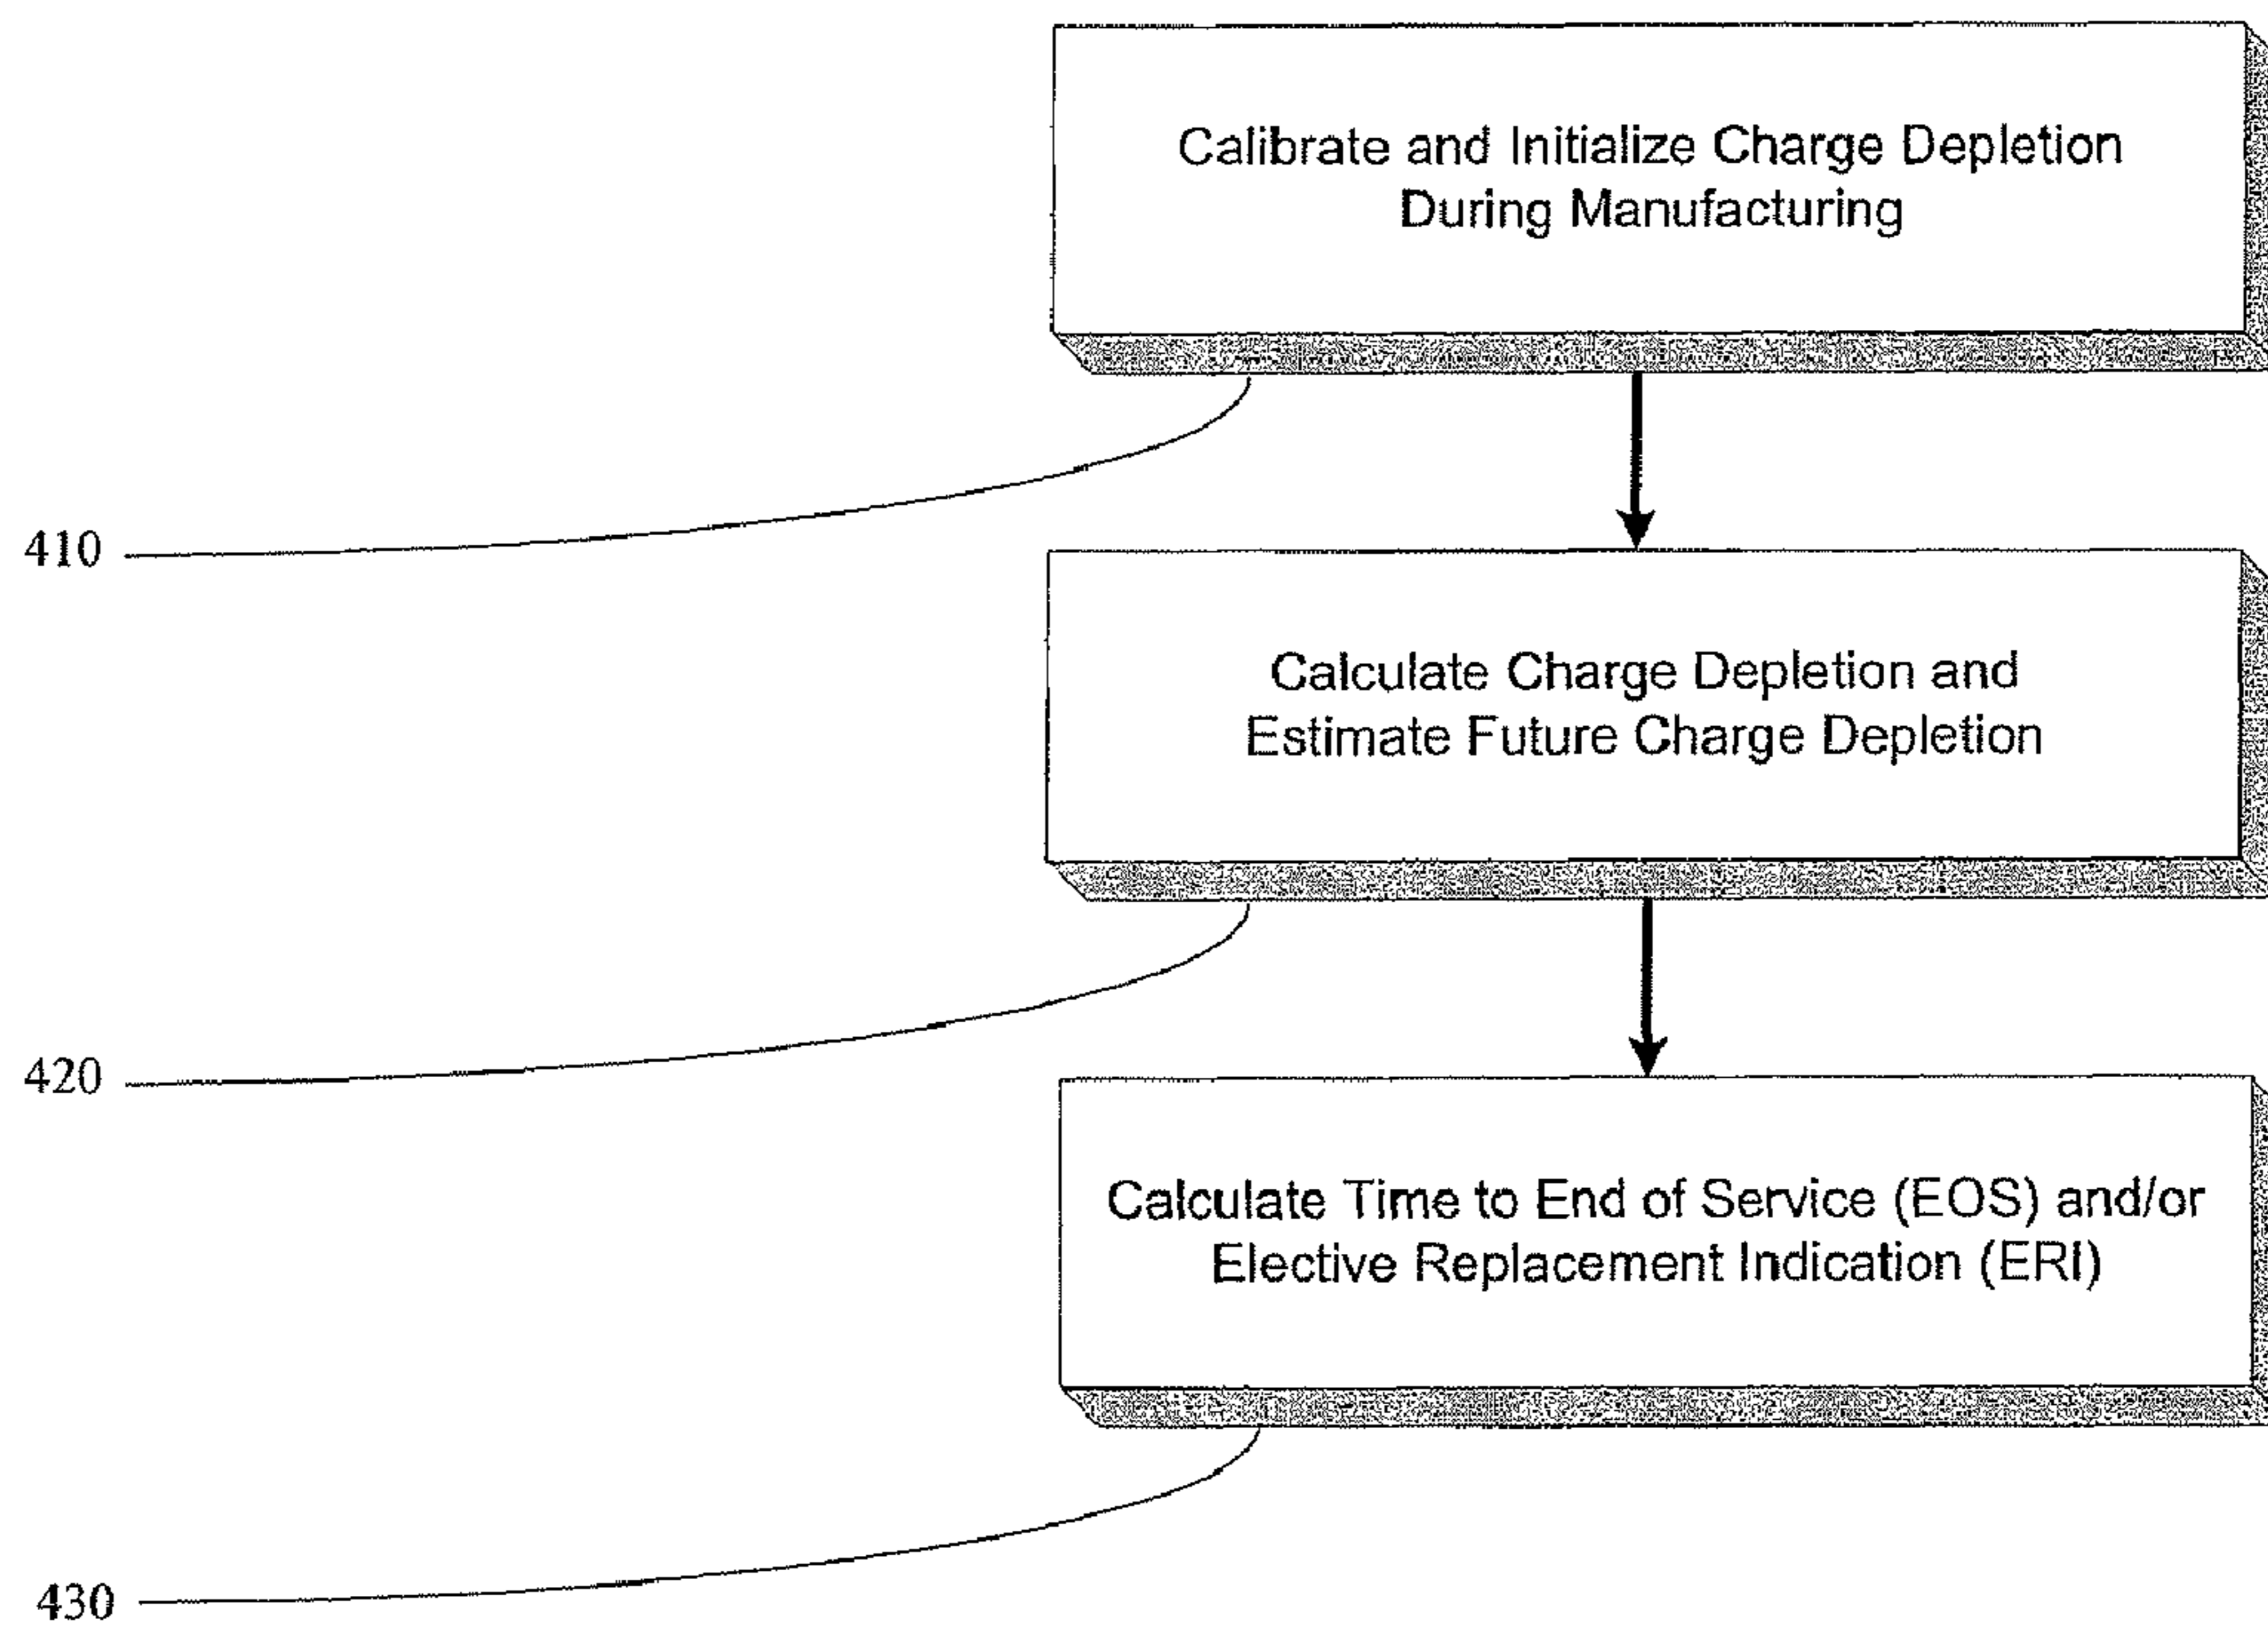 Calibrate and Initialize Charge Depletion
During Manufacturing
410
Calculate Charge Depletion and
Estimate Future Charge Depletion
420
Calculate Time to End of Service (EOS) and/or
Elective Replacement Indication (ERI)
430